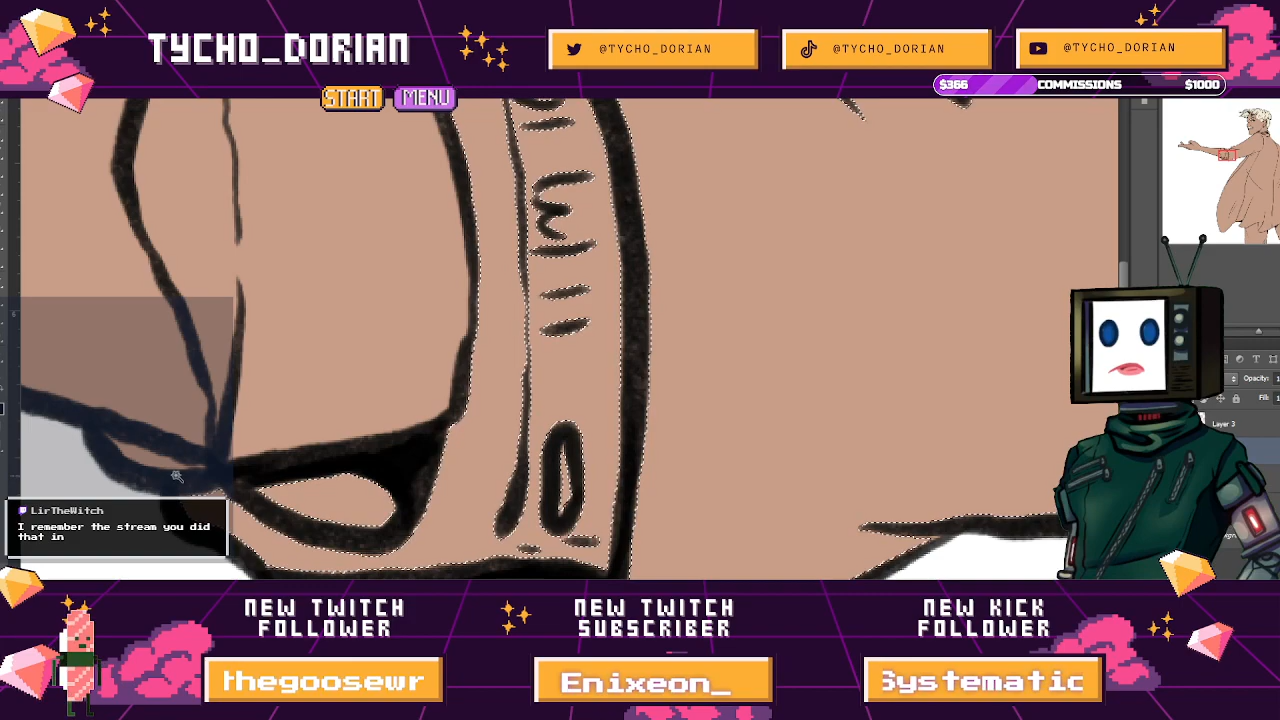 TYCHO_DORIAN
@TYCHO_DORIAN
@TYCHO_DORIAN
@TYCHO_DORIAN
START MENU
$366 COMMISSIONS $1000
Opacity:
Fill:
Layer 3
LirTheWitch
I remember the stream you did
that in
NEW TWITCH
FOLLOWER
NEW TWITCH
SUBSCRIBER
NEW KICK
FOLLOWER
thegoosewr
Enixeon_
Systematic